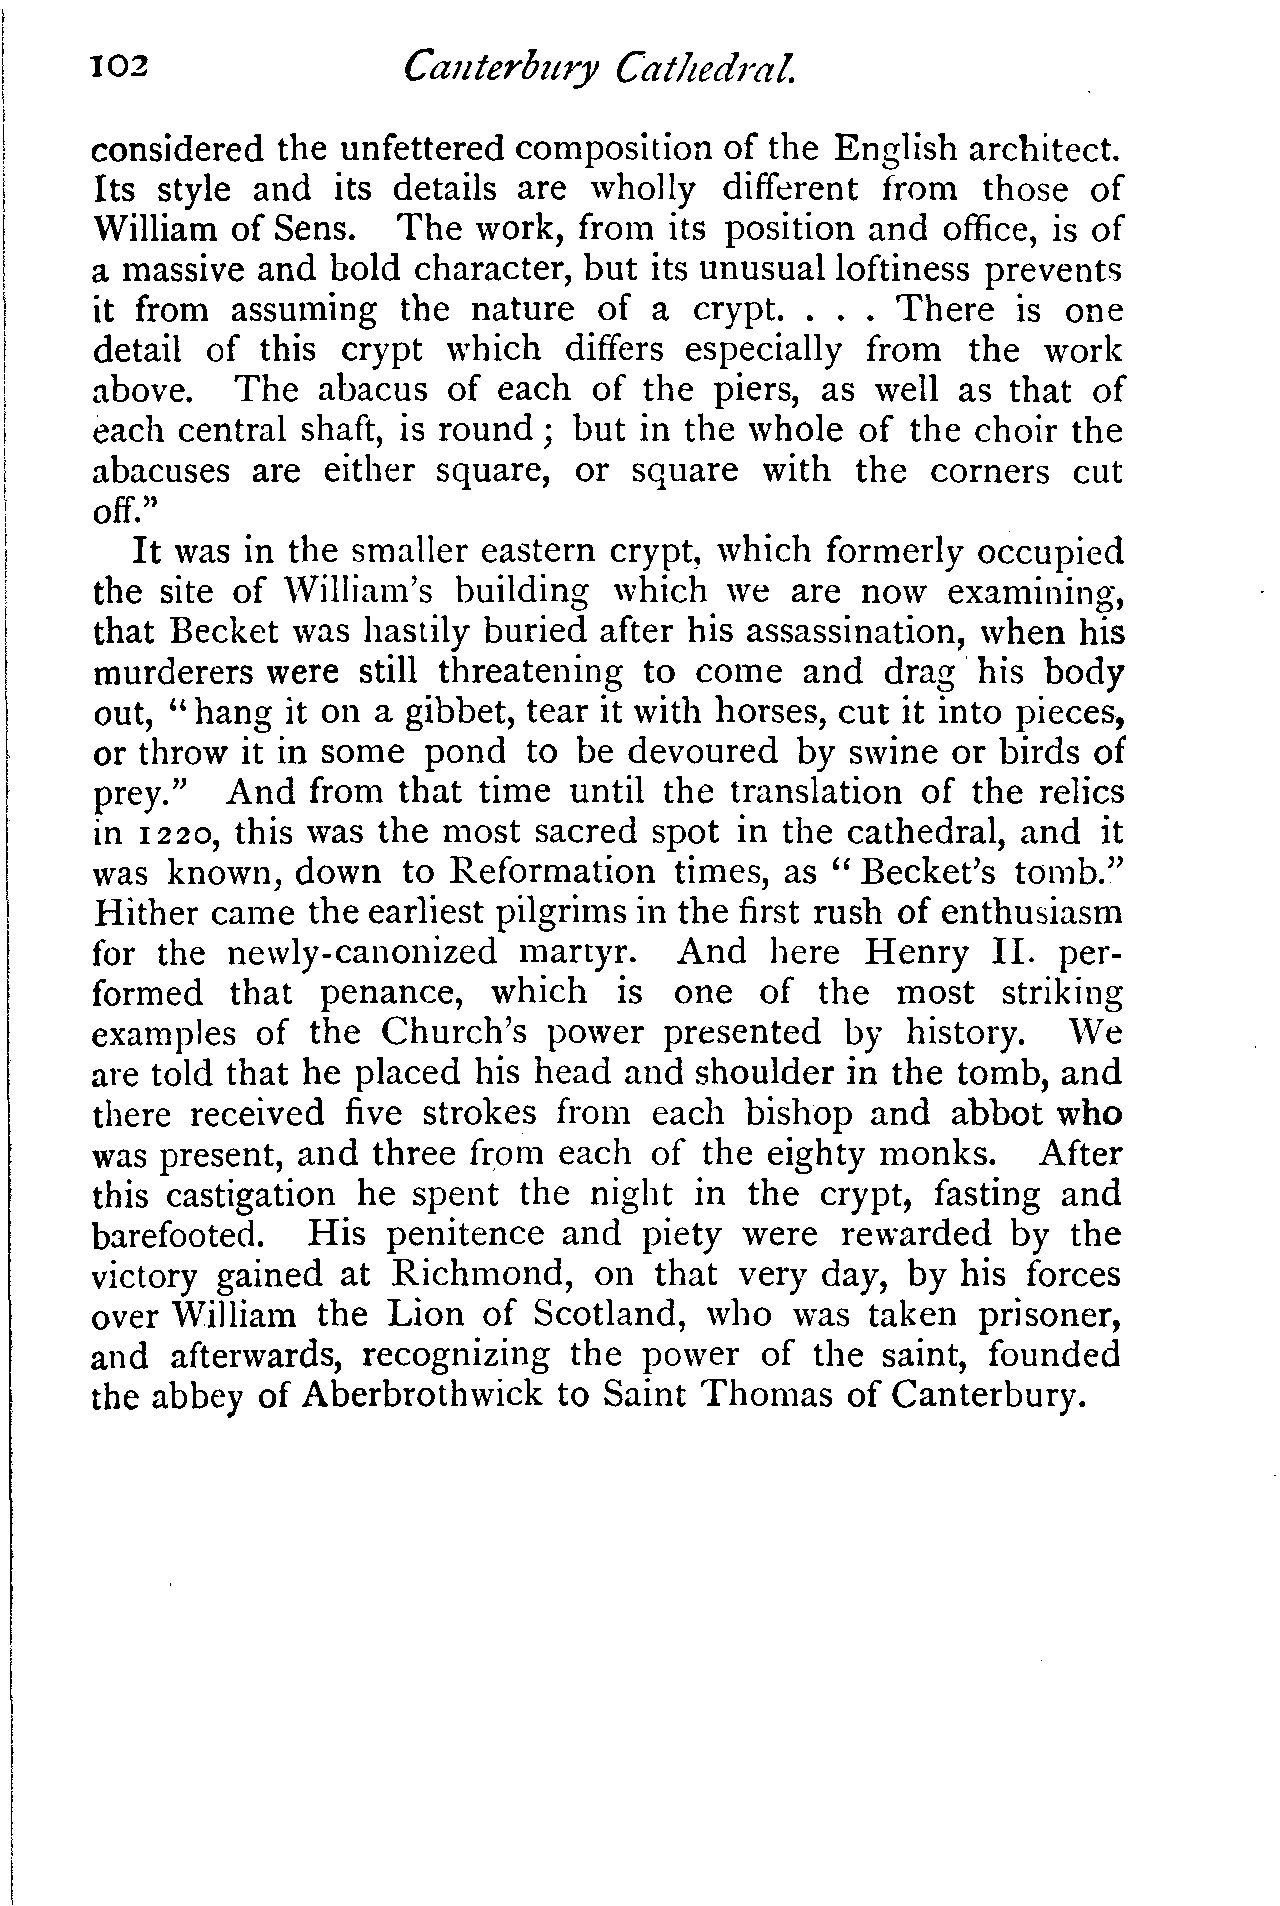 102 Canterbury Cathedral.
considered the unfettered composition of the English architect.
Its style and its details are wholly different from those of
William of Sens. The work, from its position and office, is of
a massive and bold character, but its unusual loftiness prevents
it from assuming the nature of a crypt. . . . There is one
detail of this crypt which differs especially from the work
above. The abacus of each of the piers, as well as that of
each central shaft, is round ; but in the whole of the choir the
abacuses are either square, or square with the corners cut
off.”
It was in the smaller eastern crypt, which formerly occupied
the site of William’s building which we are now examining,
that Becket was hastily buried after his assassination, when his
murderers were still threatening to come and drag his body
out, “ hang it on a gibbet, tear it with horses, cut it into pieces,
or throw it in some pond to be devoured by swine or birds of
prey.” And from that time until the translation of the relics
in 1220, this was the most sacred spot in the cathedral, and it
was known, down to Reformation times, as “ Becket’s tomb.”
Hither came the earliest pilgrims in the first rush of enthusiasm
for the newly-canonized martyr. And here Henry II. per-
formed that penance, which is one of the most striking
examples of the Church’s power presented by history. We
are told that he placed his head and shoulder in the tomb, and
there received five strokes from each bishop and abbot who
was present, and three from each of the eighty monks. After
this castigation he spent the night in the crypt, fasting and
barefooted. His penitence and piety were rewarded by the
victory gained at Richmond, on that very day, by his forces
over William the Lion of Scotland, who was taken prisoner,
and afterwards, recognizing the power of the saint, founded
the abbey of Aberbrothwick to Saint Thomas of Canterbury.